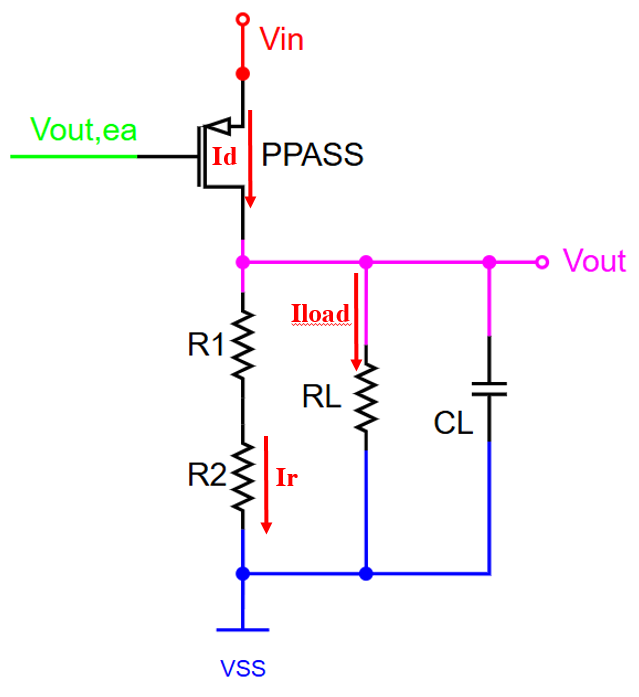 Vin
Vout,ea
Id
PPASS
Vout
Iload
R1
RL
CL
R2
Ir
VSS